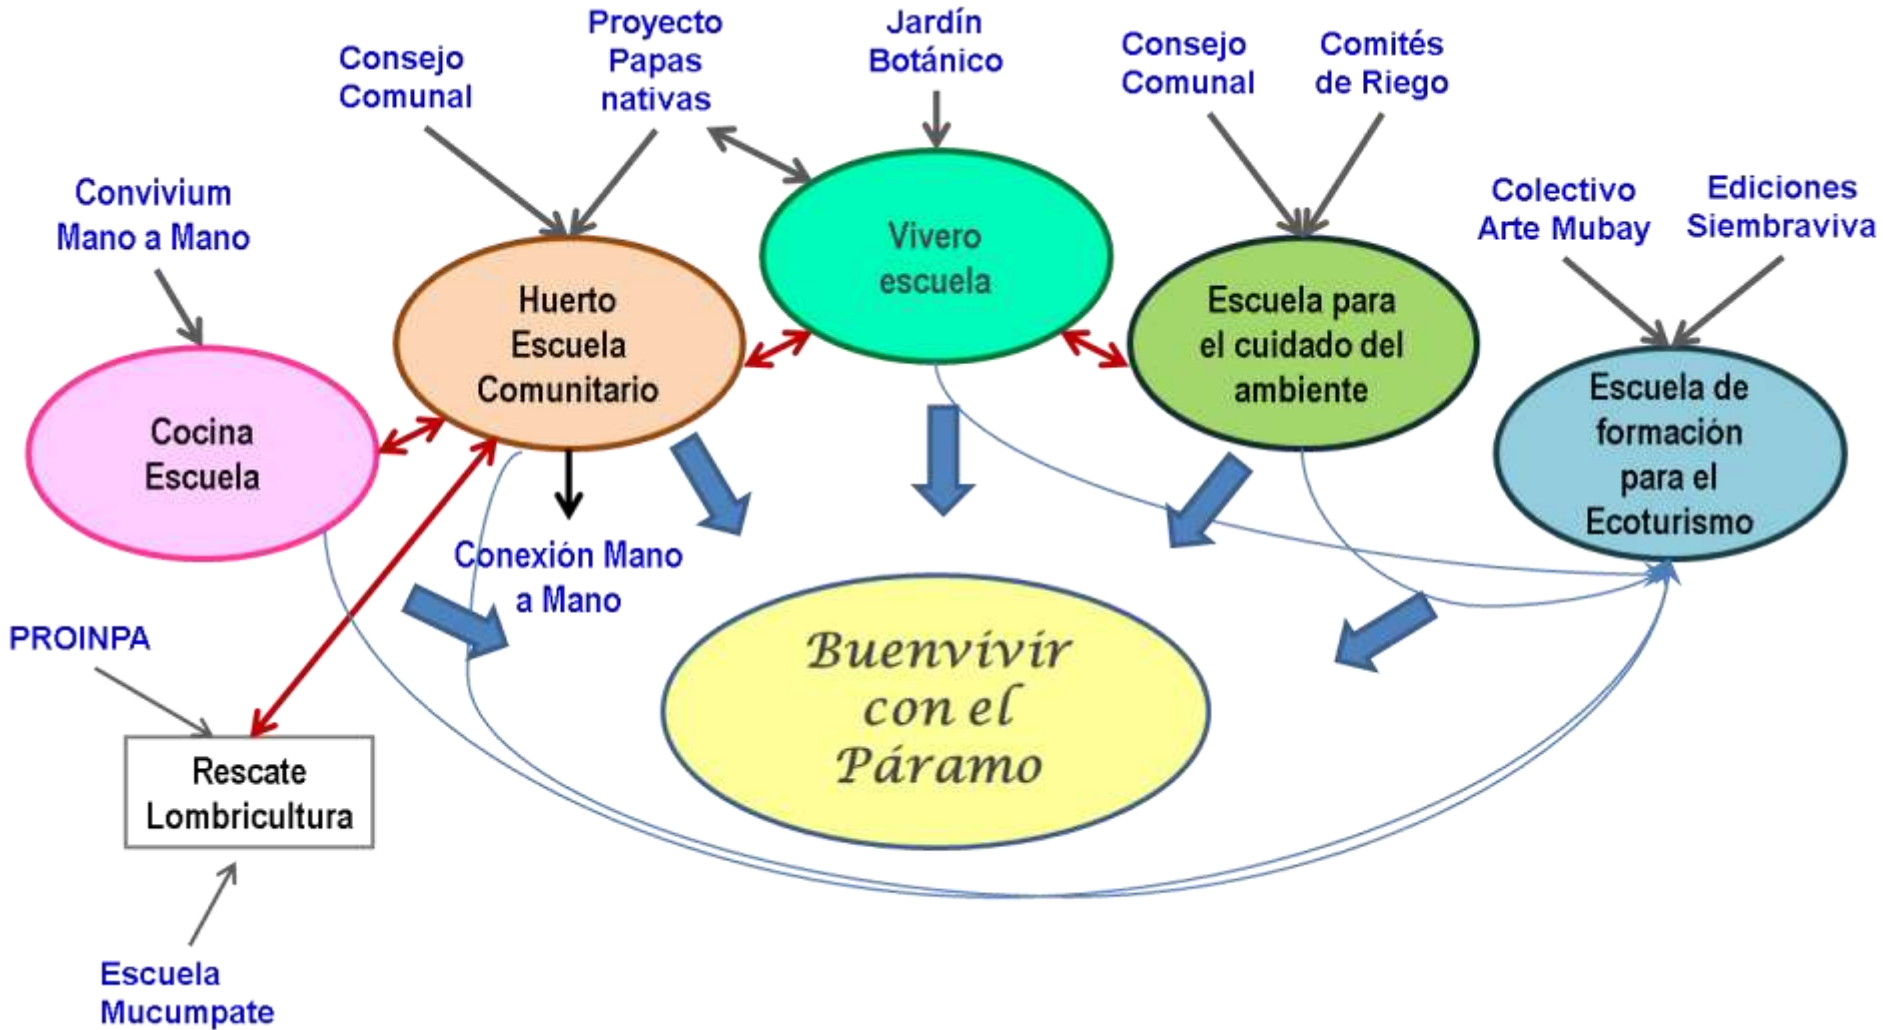 Consejo
Comunal
Proyecto
Papas
nativas
Jardín
Botánico
Consejo
Comunal
Comités
de Riego
Convivium
Mano a Mano
Colectivo
Arte Mubay
Ediciones
Siembraviva
Cocina
Escuela
Huerto
Escuela
Comunitario
Vivero
escuela
Escuela para
el cuidado del
ambiente
Escuela de
formación
para el
Ecoturismo
Conexión Mano
a Mano
PROINPA
Rescate
Lombricultura
Escuela
Mucumpate
Buenvivir
con el
Páramo